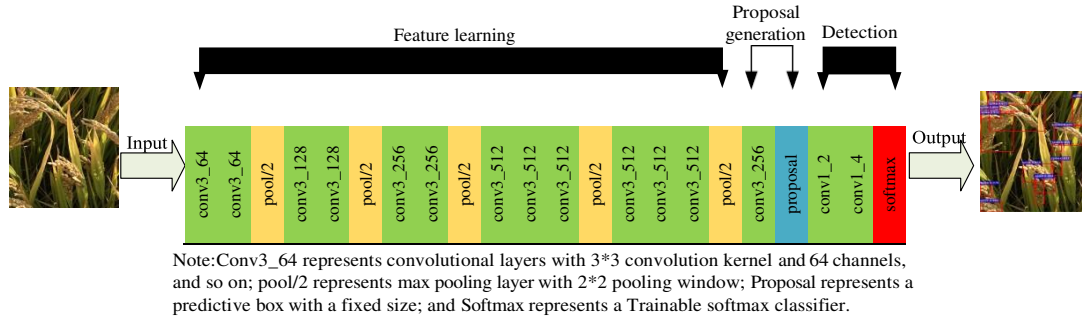 Feature learning
Proposal
generation
Detection
Input
conv3_64
conv3_64
pool/2
conv3_128
conv3_128
pool/2
conv3_256
conv3_256
pool/2
conv3_512
conv3_512
conv3_512
pool/2
conv3_512
conv3_512
conv3_512
pool/2
conv3_256
proposal
conv1_2
conv1_4
softmax
Output
Note:Conv3_64 represents convolutional layers with 3*3 convolution kernel and 64 channels,
and so on; pool/2 represents max pooling layer with 2*2 pooling window; Proposal represents a
predictive box with a fixed size; and Softmax represents a Trainable softmax classifier.